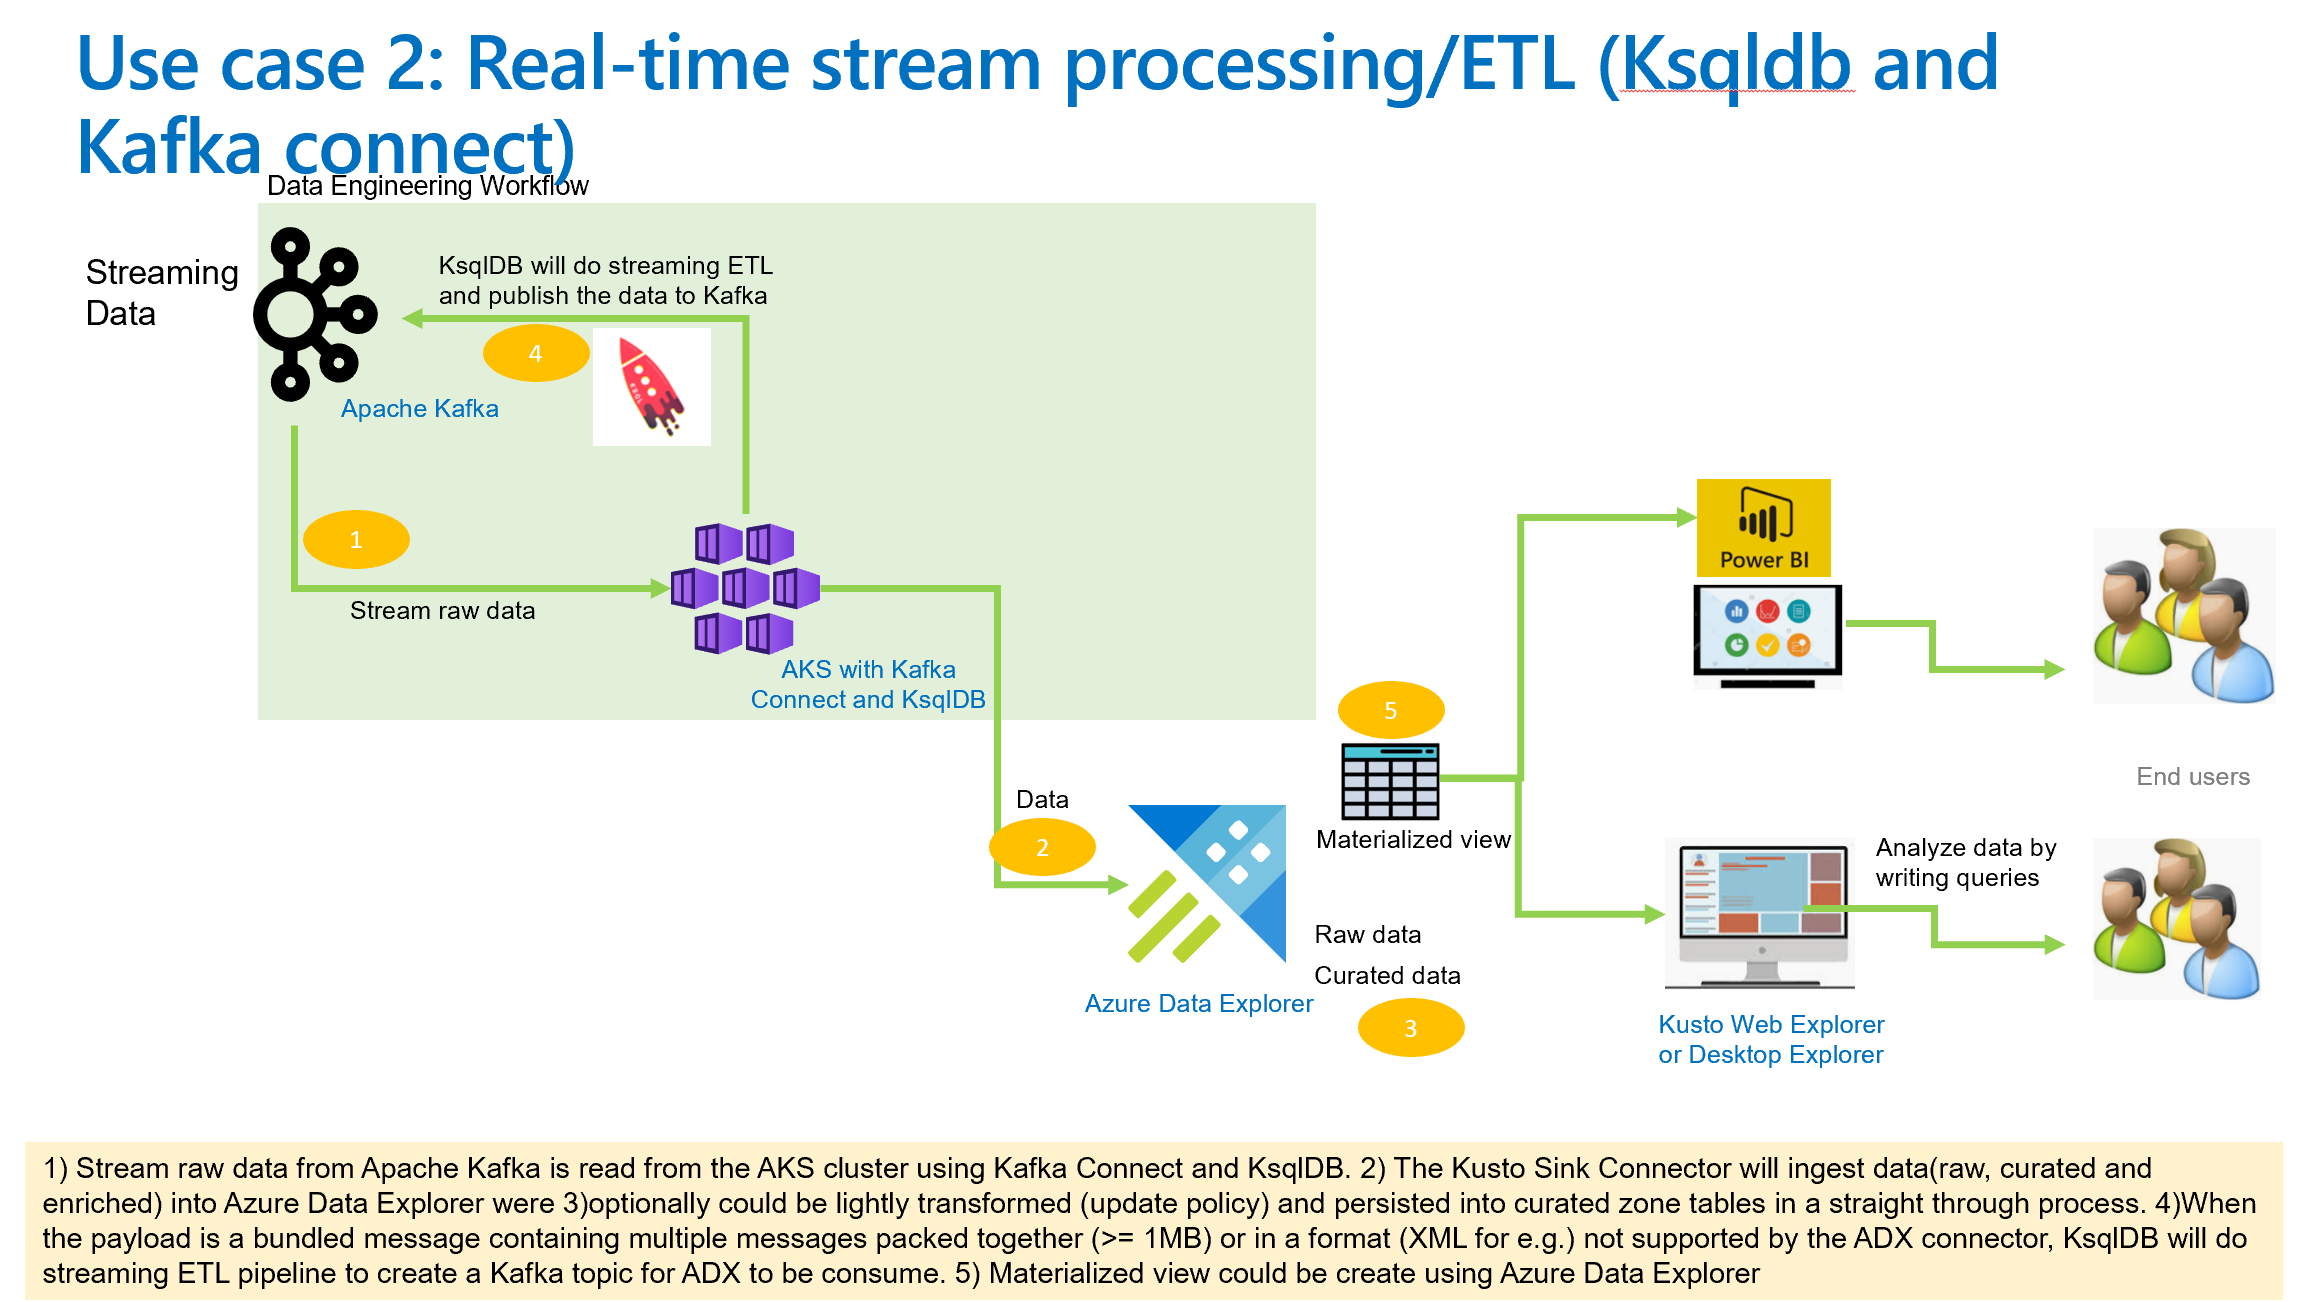 Use case 2: Real-time stream processing/ETL (Ksqldb and
Kafka connect)
Data Engineering Workflow
Streaming
Data
KsqlDB will do streaming ETL
and publish the data to Kafka
4
KSQL
Apache Kafka
1
Stream raw data
AKS with Kafka
Connect and KsqlDB
Power BI
5
End users
Data
2
Materialized view
Analyze data by
writing queries
Raw data
Curated data
Azure Data Explorer
3
Kusto Web Explorer
or Desktop Explorer
1) Stream raw data from Apache Kafka is read from the AKS cluster using Kafka Connect and KsqlDB. 2) The Kusto Sink Connector will ingest data(raw, curated and
enriched) into Azure Data Explorer were 3)optionally could be lightly transformed (update policy) and persisted into curated zone tables in a straight through process. 4)When
the payload is a bundled message containing multiple messages packed together (>= 1MB) or in a format (XML for e.g.) not supported by the ADX connector, KsqlDB will do
streaming ETL pipeline to create a Kafka topic for ADX to be consume. 5) Materialized view could be create using Azure Data Explorer